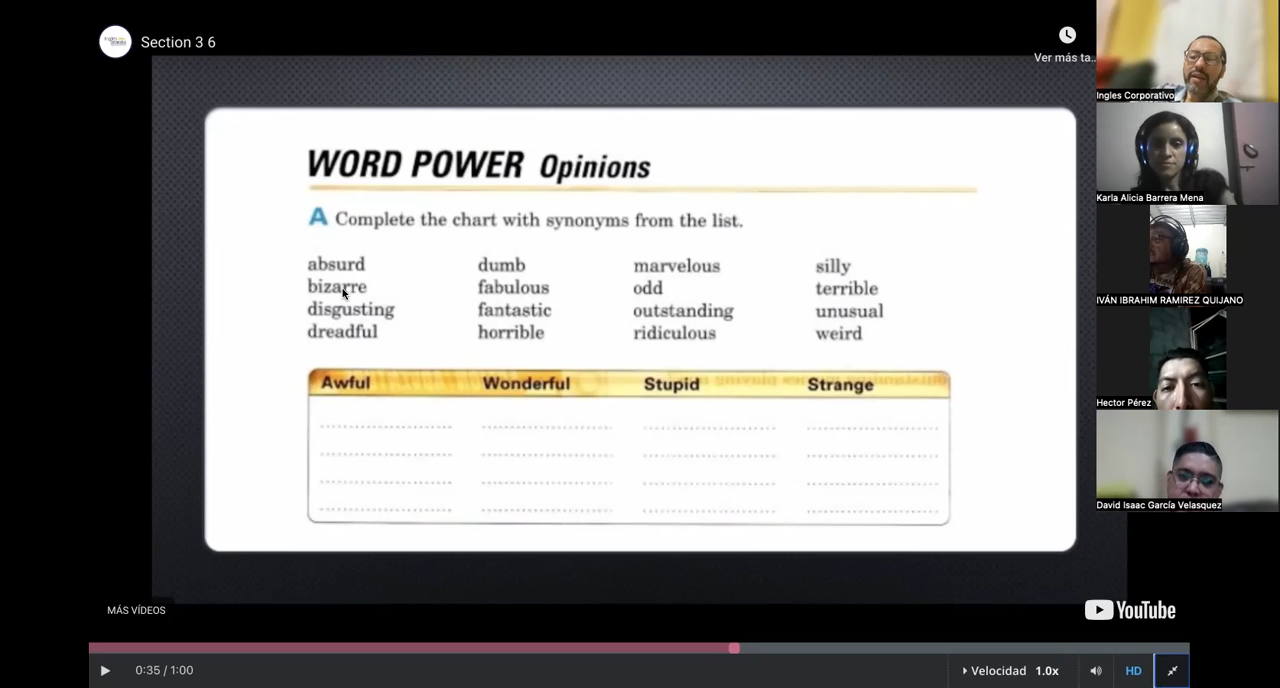 Section 3 6
Ver más ta...
WORD POWER Opinions
A Complete the chart with synonyms from the list.
absurd dumb marvelous silly
bizarre fabulous odd terrible
disgusting fantastic outstanding unusual
dreadful horrible ridiculous weird
Awful Wonderful Stupid Strange
MÁS VÍDEOS
YouTube
0:35 / 1:00
Velocidad 1.0x
HD
Ingles Corporativo
Karla Alicia Barrera Mena
IVÁN IBRAHIM RAMIREZ QUIJANO
Hector Pérez
David Isaac García Velasquez